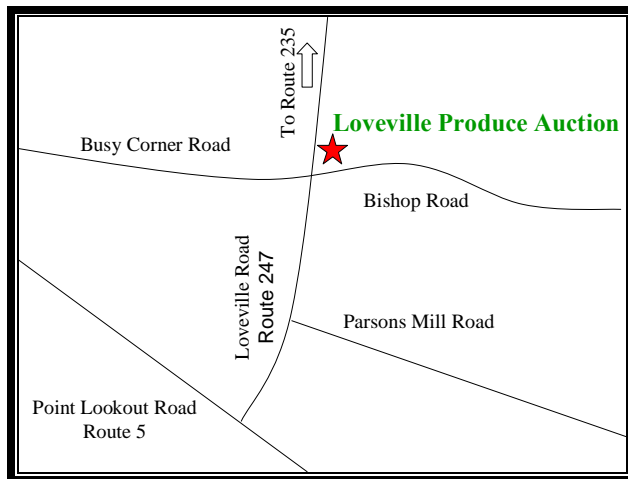 To Route 235
Loveville Produce Auction
Busy Corner Road
Bishop Road
Loveville Road
Route 247
Parsons Mill Road
Point Lookout Road
Route 5